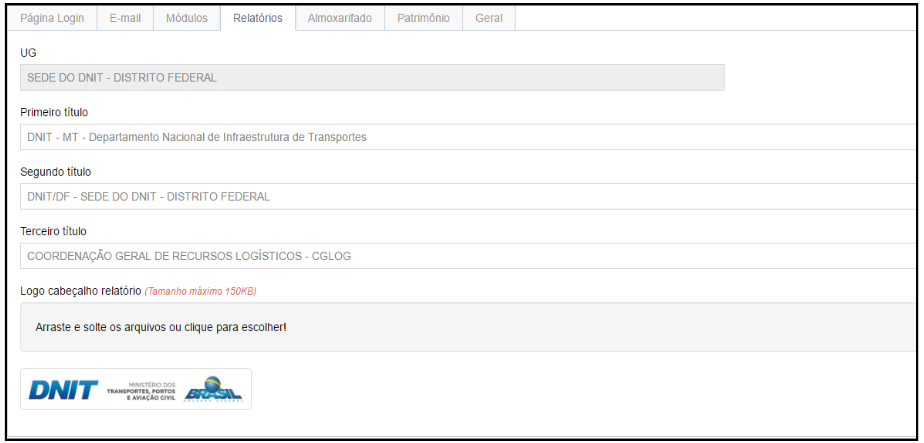 Página Login E-mail Módulos Relatórios Almoxarifado Patrimônio Geral
UG
SEDE DO DNIT - DISTRITO FEDERAL
Primeiro título
DNIT - MT - Departamento Nacional de Infraestrutura de Transportes
Segundo título
DNIT/DF - SEDE DO DNIT - DISTRITO FEDERAL
Terceiro título
COORDENAÇÃO GERAL DE RECURSOS LOGÍSTICOS - CGLOG
Logo cabeçalho relatório (Tamanho máximo 150KB)
Arraste e solte os arquivos ou clique para escolher!
DNIT
MINISTÉRIO DOS
TRANSPORTES, PORTOS
E AVIAÇÃO CIVIL
BRASIL
GOVERNO FEDERAL